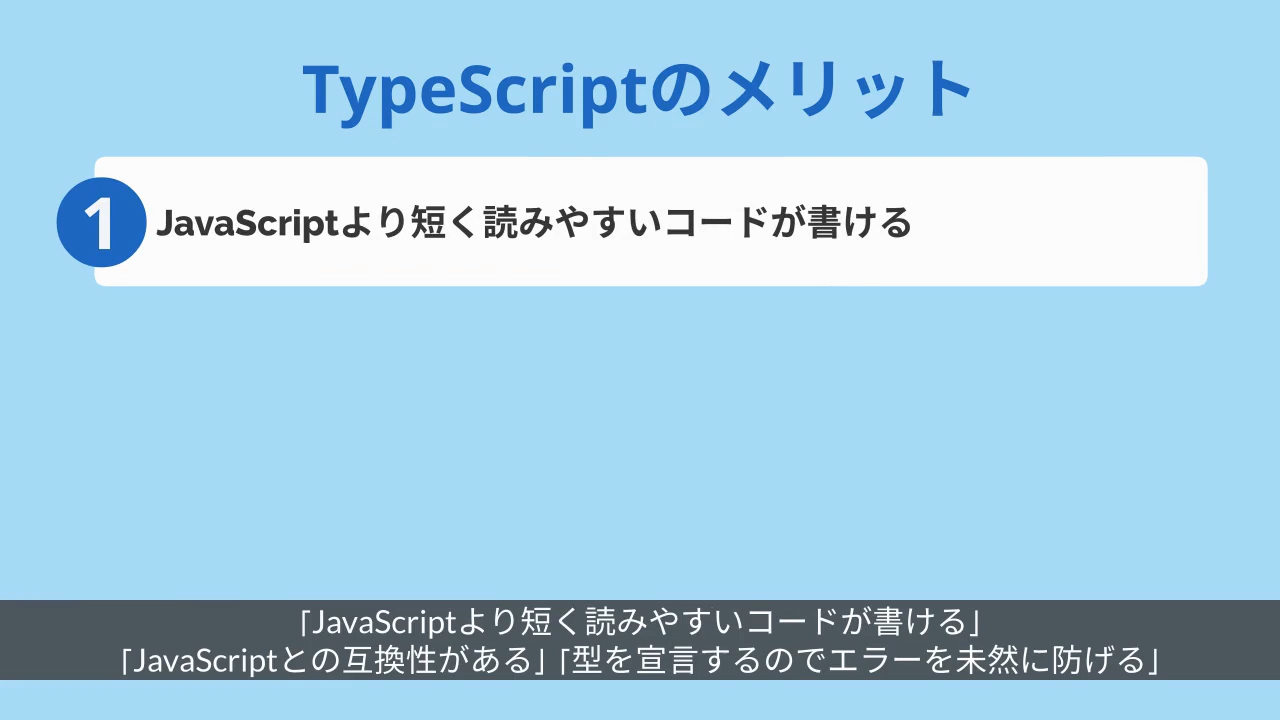 TypeScriptのメリット
1
JavaScriptより短く読みやすいコードが書ける
「JavaScriptより短く読みやすいコードが書ける」
「JavaScriptとの互換性がある」「型を宣言するのでエラーを未然に防げる」